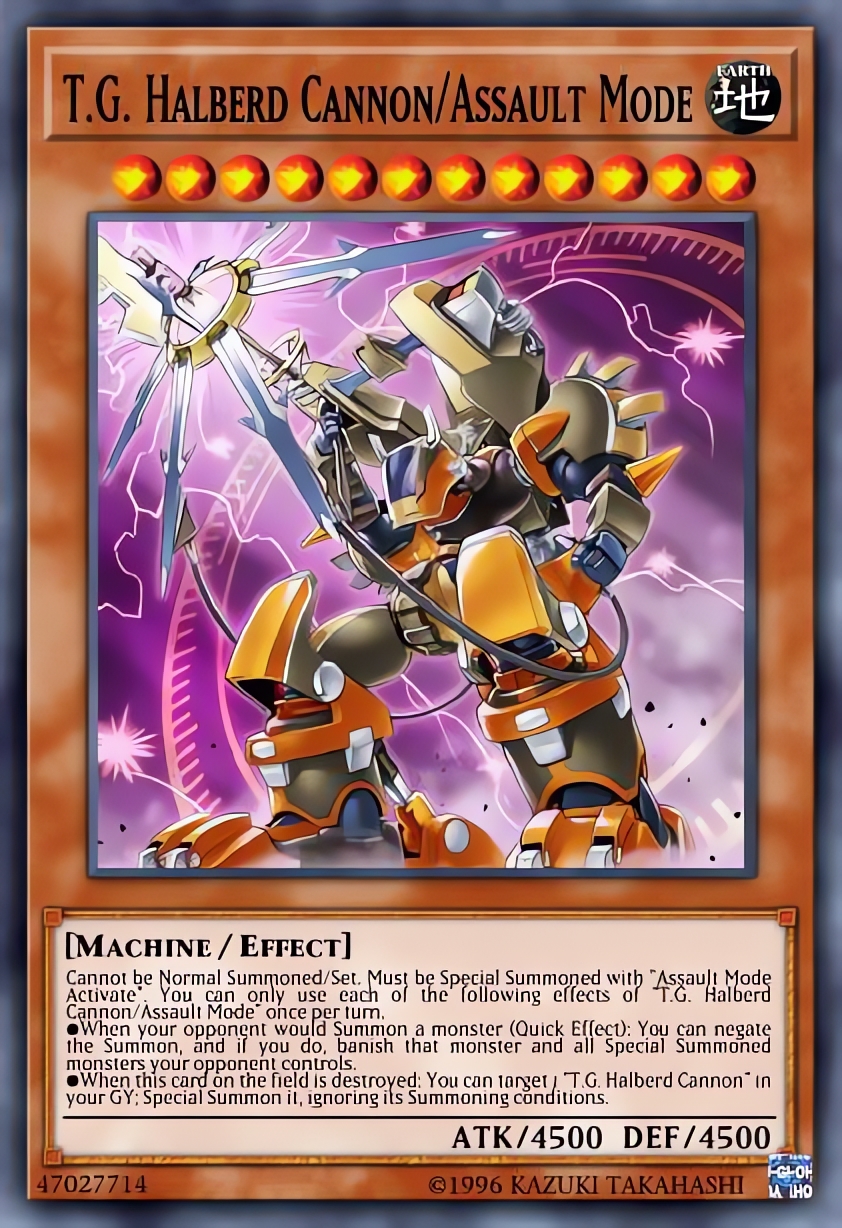 T.G. Halberd Cannon/Assault Mode
EARTH
地
[Machine / Effect]
Cannot be Normal Summoned/Set. Must be Special Summoned with "Assault Mode
Activate". You can only use each of the following effects of "T.G. Halberd
Cannon/Assault Mode" once per turn.
●When your opponent would Summon a monster (Quick Effect): You can negate
the Summon, and if you do, banish that monster and all Special Summoned
monsters your opponent controls.
●When this card on the field is destroyed: You can target 1 "T.G. Halberd Cannon" in
your GY; Special Summon it, ignoring its Summoning conditions.
ATK/4500 DEF/4500
47027714
©1996 KAZUKI TAKAHASHI